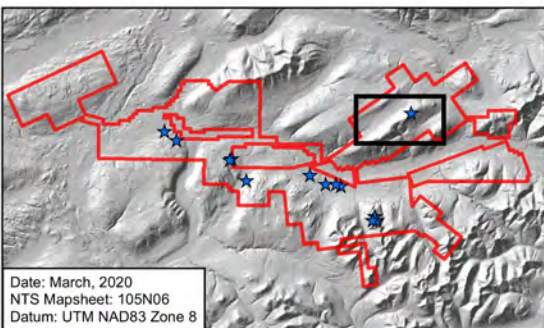 Date: March, 2020
NTS Mapsheet: 105N06
Datum: UTM NAD83 Zone 8